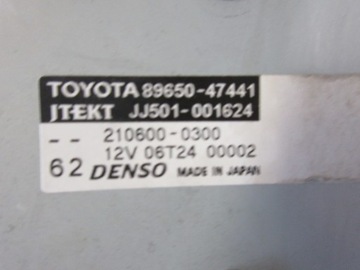 TOYOTA 89650-47441
JTEKT JJ501-001624
-- 210600-0300
12V 06T24 00002
62 DENSO MADE IN JAPAN